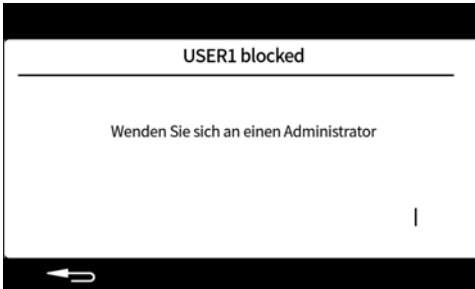 USER1 blocked
Wenden Sie sich an einen Administrator